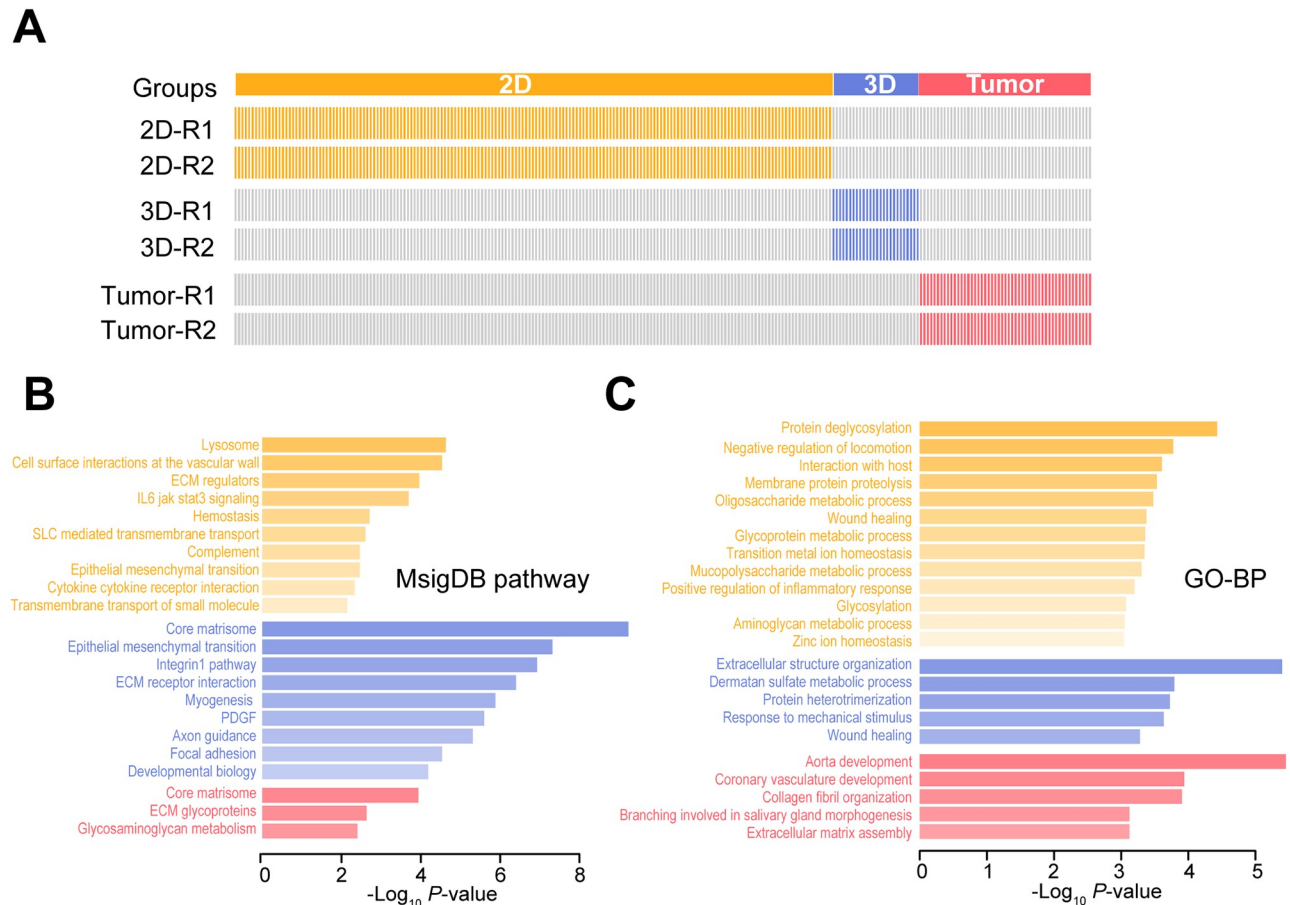 A
Groups
2D
3D
Tumor
2D-R1
2D-R2
3D-R1
3D-R2
Tumor-R1
Tumor-R2
B
Lysosome
Cell surface interactions at the vascular wall
ECM regulators
IL6 jak stat3 signaling
Hemostasis
SLC mediated transmembrane transport
Complement
Epithelial mesenchymal transition
Cytokine cytokine receptor interaction
Transmembrane transport of small molecule
MsigDB pathway
Core matrisome
Epithelial mesenchymal transition
Integrin1 pathway
ECM receptor interaction
Myogenesis
PDGF
Axon guidance
Focal adhesion
Developmental biology
Core matrisome
ECM glycoproteins
Glycosaminoglycan metabolism
0 2 4 6 8
-Log10 P-value
C
Protein deglycosylation
Negative regulation of locomotion
Interaction with host
Membrane protein proteolysis
Oligosaccharide metabolic process
Wound healing
Glycoprotein metabolic process
Transition metal ion homeostasis
Mucopolysaccharide metabolic process
Positive regulation of inflammatory response
Glycosylation
Aminoglycan metabolic process
Zinc ion homeostasis
GO-BP
Extracellular structure organization
Dermatan sulfate metabolic process
Protein heterotrimerization
Response to mechanical stimulus
Wound healing
Aorta development
Coronary vasculature development
Collagen fibril organization
Branching involved in salivary gland morphogenesis
Extracellular matrix assembly
0 1 2 3 4 5
-Log10 P-value